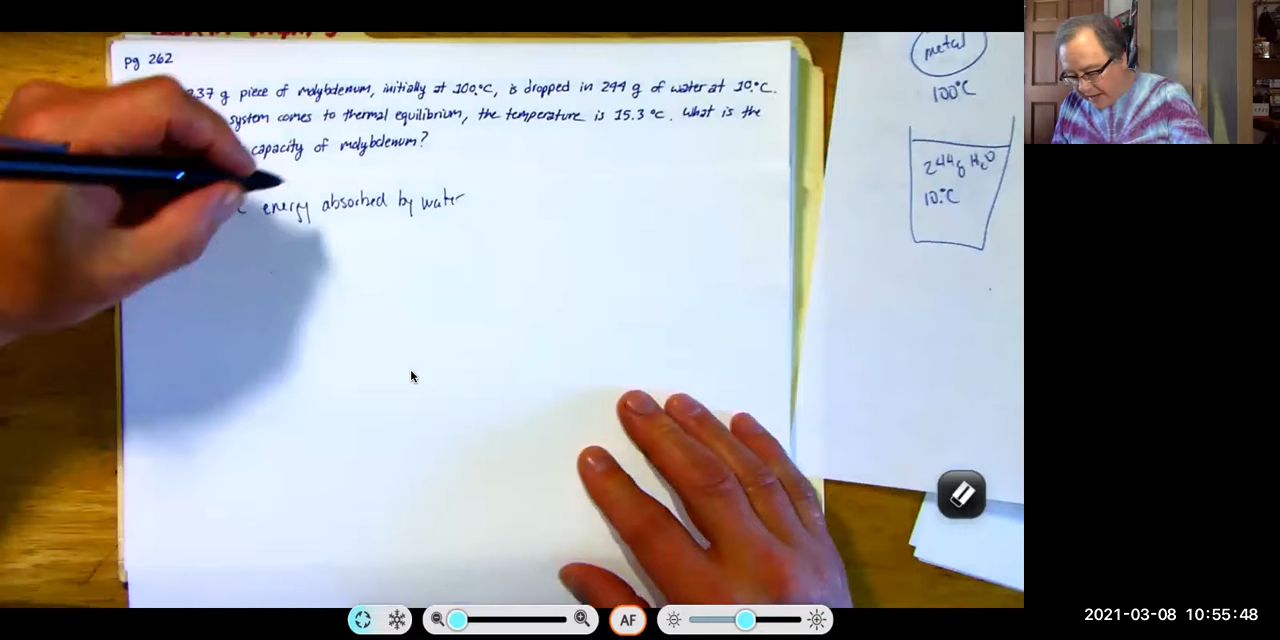 pg 262
237 g piece of molybdenum, initially at 100.°C, is dropped in 244 g of water at 10.°C.
system comes to thermal equilibrium, the temperature is 15.3 °C. What is the
capacity of molybdenum?
energy absorbed by water
metal
100°C
244g H2O
10.°C
AF
2021-03-08 10:55:48